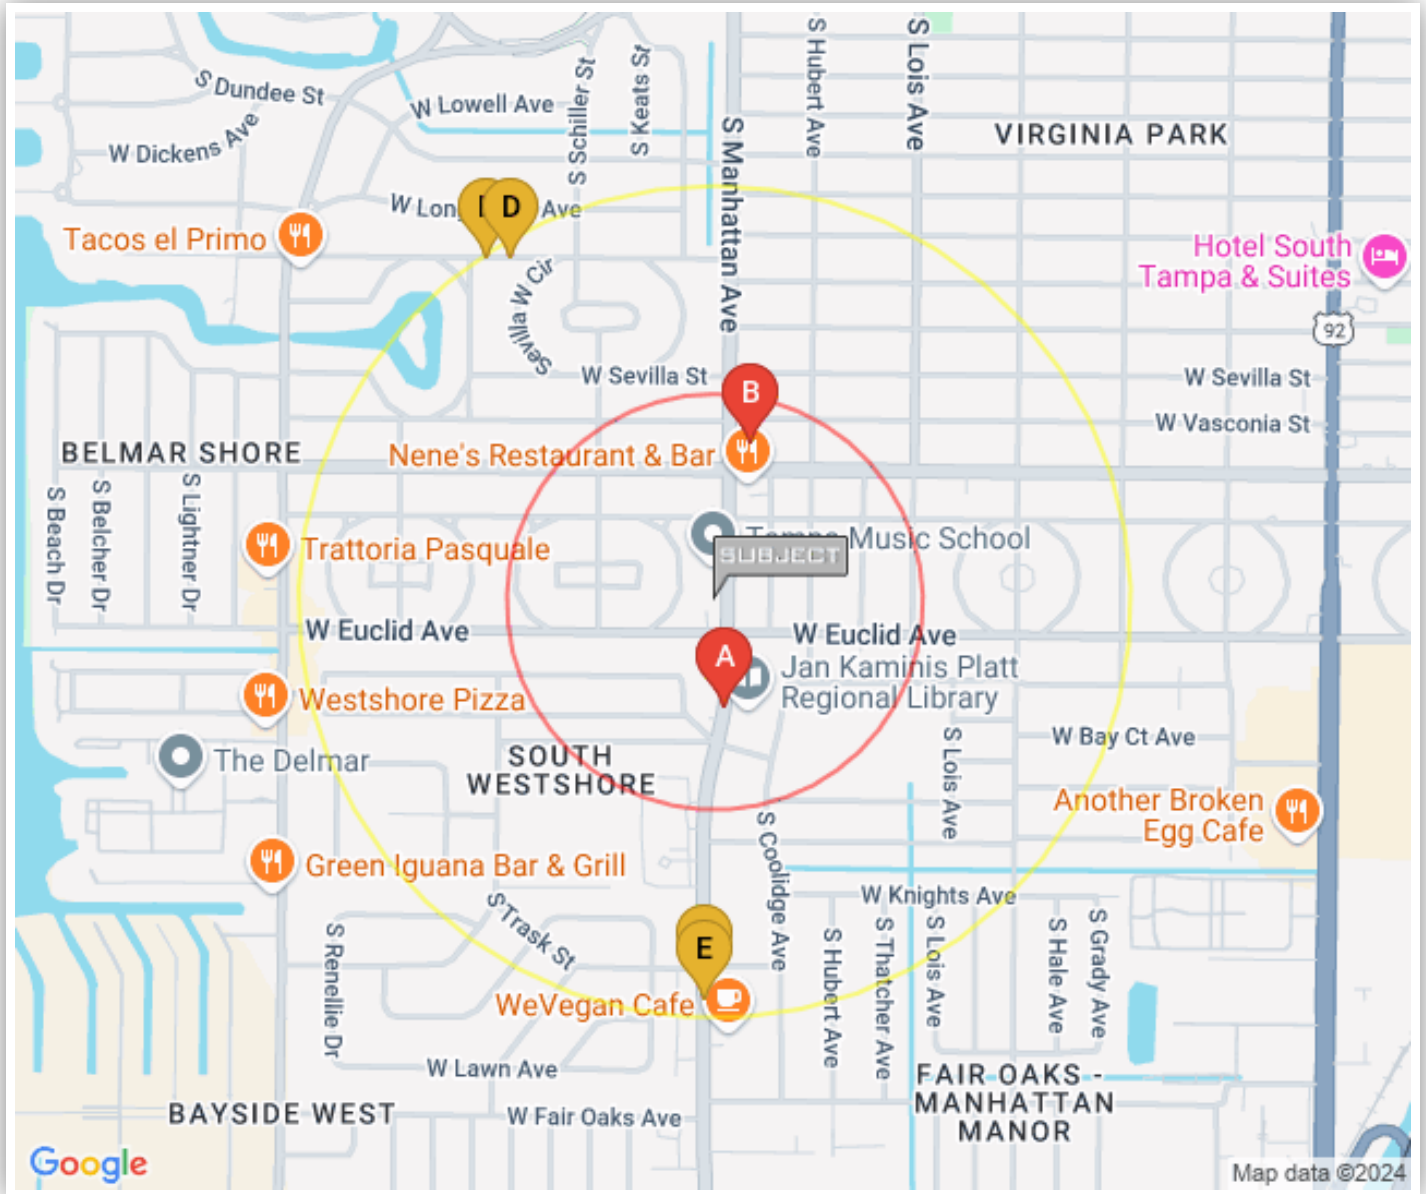 S Dundee St
W Lowell Ave
W Dickens Ave
S Schiller St
S Keats St
S Manhattan Ave
S Hubert Ave
S Lois Ave
VIRGINIA PARK
Ave
D
Tacos el Primo
Sevilla W Cir
Hotel South
Tampa & Suites
92
W Sevilla St
W Sevilla St
B
W Vasconia St
BELMAR SHORE
Nene's Restaurant & Bar
S Beach Dr
S Belcher Dr
S Lightner Dr
Trattoria Pasquale
Music School
SUBJECT
W Euclid Ave
W Euclid Ave
A
Jan Kaminis Platt
Regional Library
Westshore Pizza
The Delmar
SOUTH
WESTSHORE
S Lois Ave
W Bay Ct Ave
Another Broken
Egg Cafe
Green Iguana Bar & Grill
S Coolidge Ave
W Knights Ave
S Trask St
S Renellie Dr
E
WeVegan Cafe
S Hubert Ave
S Thatcher Ave
S Lois Ave
S Hale Ave
S Grady Ave
W Lawn Ave
FAIR OAKS -
MANHATTAN
MANOR
BAYSIDE WEST
W Fair Oaks Ave
Google
Map data ©2024